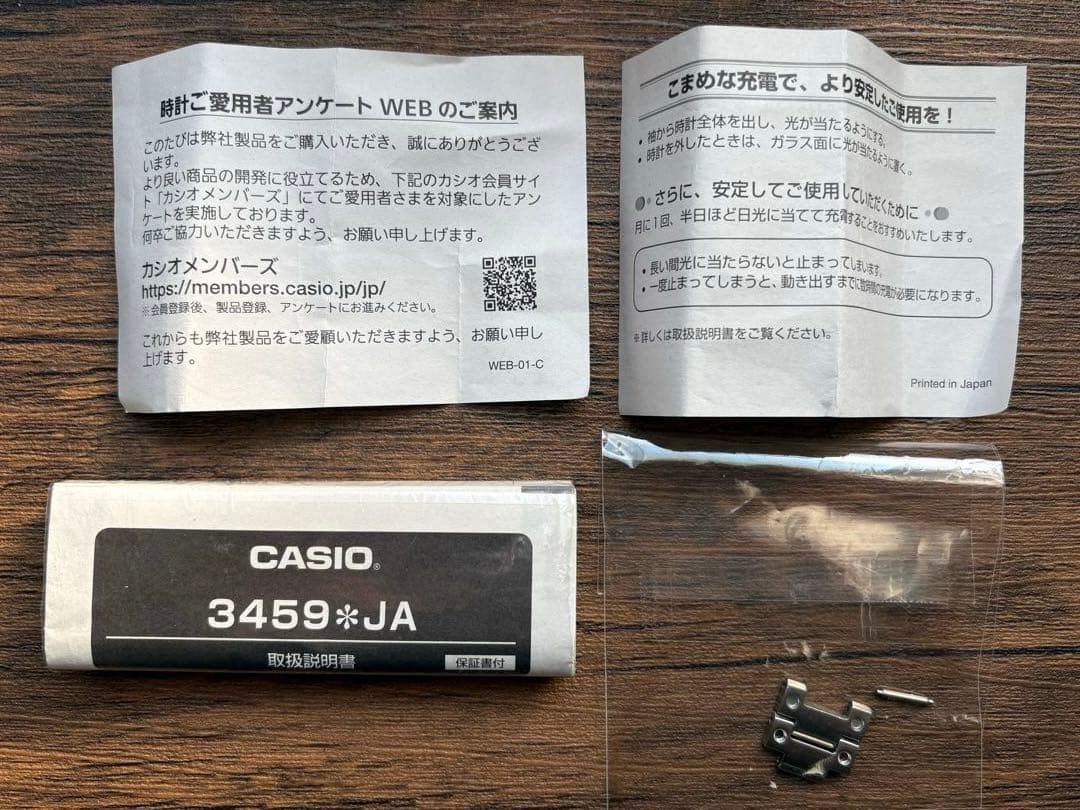 時計ご愛用者アンケート WEB のご案内
このたびは弊社製品をご購入いただき、誠にありがとうござ
います。
より良い商品の開発に役立てるため、下記のカシオ会員サイ
ト「カシオメンバーズ」にてご愛用者さまを対象にしたアン
ケートを実施しております。
何卒ご協力いただきますよう、お願い申し上げます。
カシオメンバーズ
https://members.casio.jp/jp/
※会員登録後、製品登録、アンケートにお進みください。
これからも弊社製品をご愛顧いただきますよう、お願い申し
上げます。
WEB-01-C
こまめな充電で、より安定したご使用を！
・袖から時計全体を出し、光が当たるようにする。
・時計を外したときは、ガラス面に光が当たるように置く。
さらに、安定してご使用していただくために
月に1回、半日ほど日光に当てて充電することをおすすめいたします。
・長い間光に当たらないと止まってしまいます。
・一度止まってしまうと、動き出すまでに数時間の充電が必要になります。
※詳しくは取扱説明書をご覧ください。
Printed in Japan
CASIO®
3459＊JA
取扱説明書
保証書付